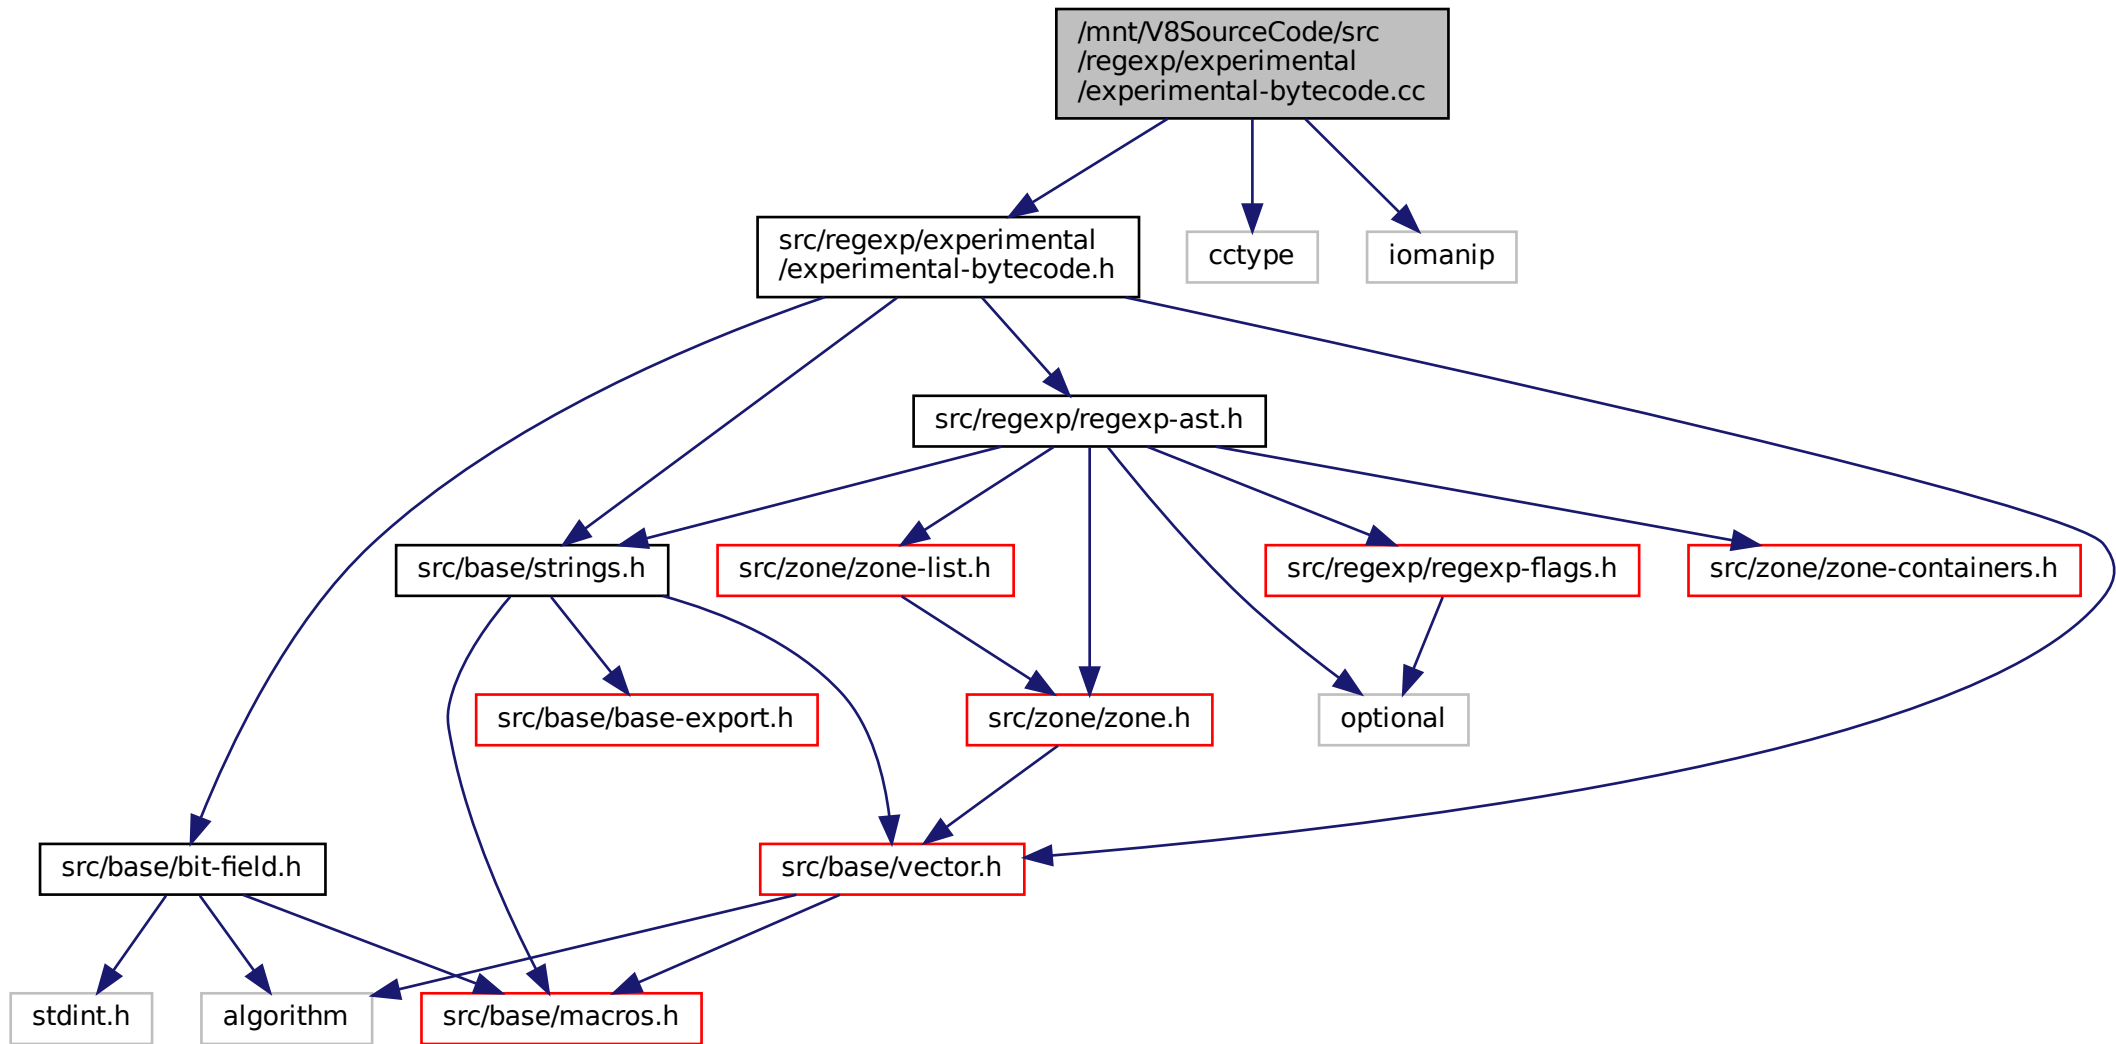 /mnt/V8SourceCode/src
/regexp/experimental
/experimental-bytecode.cc
src/regexp/experimental
/experimental-bytecode.h
cctype
iomanip
src/regexp/regexp-ast.h
src/base/strings.h
src/zone/zone-list.h
src/regexp/regexp-flags.h
src/zone/zone-containers.h
src/base/base-export.h
src/zone/zone.h
optional
src/base/bit-field.h
src/base/vector.h
stdint.h
algorithm
src/base/macros.h